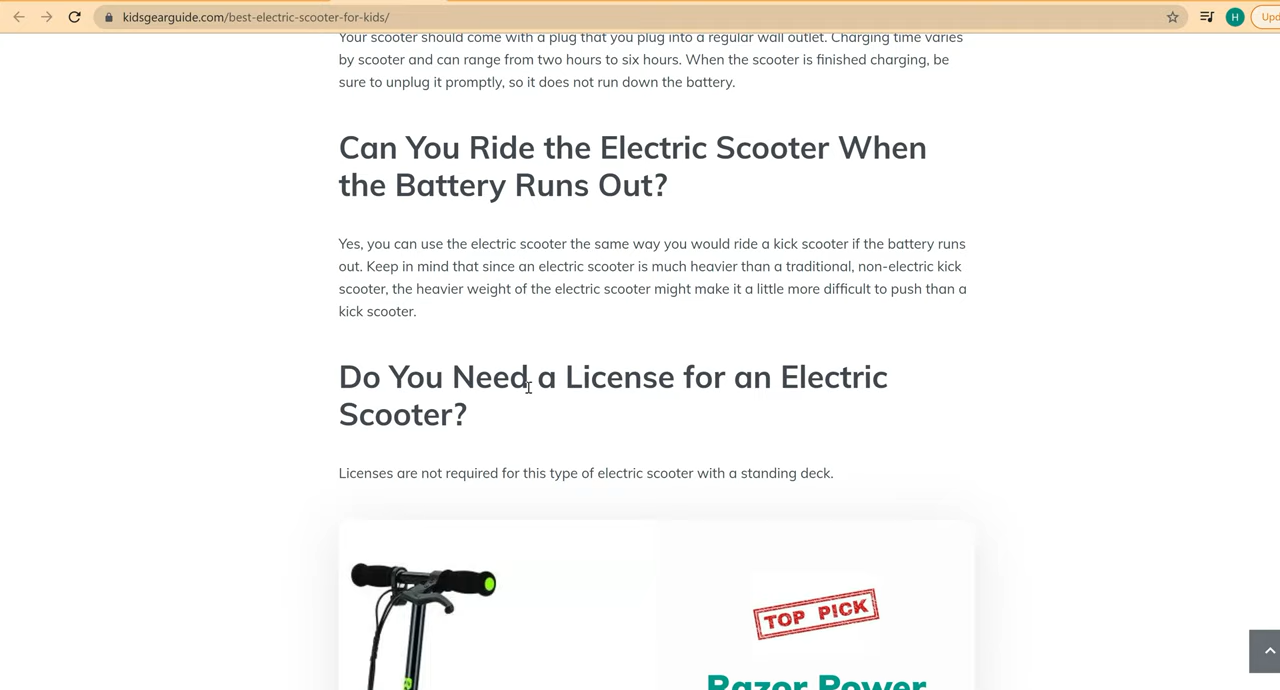 kidsgearguide.com/best-electric-scooter-for-kids/
H
Upd
Your scooter should come with a plug that you plug into a regular wall outlet. Charging time varies
by scooter and can range from two hours to six hours. When the scooter is finished charging, be
sure to unplug it promptly, so it does not run down the battery.
Can You Ride the Electric Scooter When
the Battery Runs Out?
Yes, you can use the electric scooter the same way you would ride a kick scooter if the battery runs
out. Keep in mind that since an electric scooter is much heavier than a traditional, non-electric kick
scooter, the heavier weight of the electric scooter might make it a little more difficult to push than a
kick scooter.
Do You Need a License for an Electric
Scooter?
Licenses are not required for this type of electric scooter with a standing deck.
TOP PICK
Razor Power